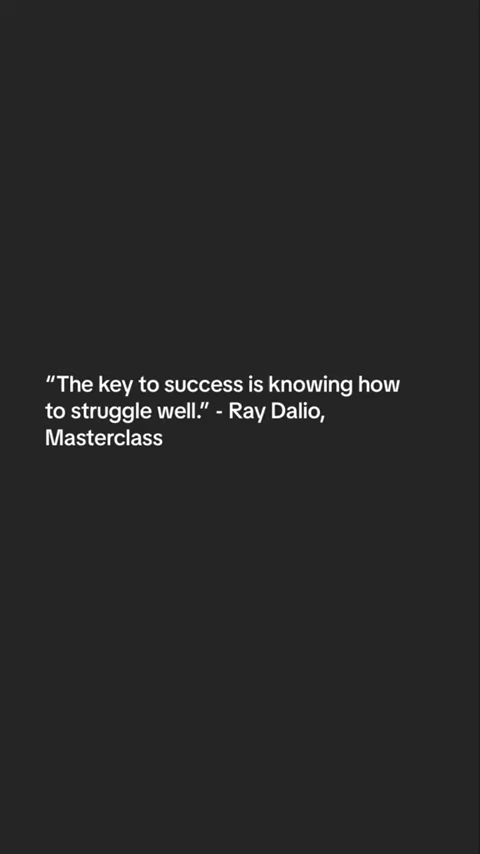 “The key to success is knowing how
to struggle well.” - Ray Dalio,
Masterclass